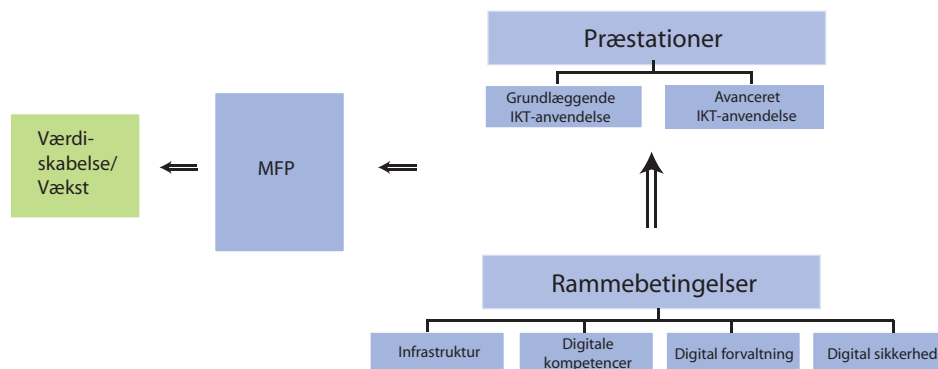 Præstationer
Grundlæggende
IKT-anvendelse
Avanceret
IKT-anvendelse
Værdi-
skabelse/
Vækst
MFP
Rammebetingelser
Infrastruktur
Digitale
kompetencer
Digital forvaltning
Digital sikkerhed